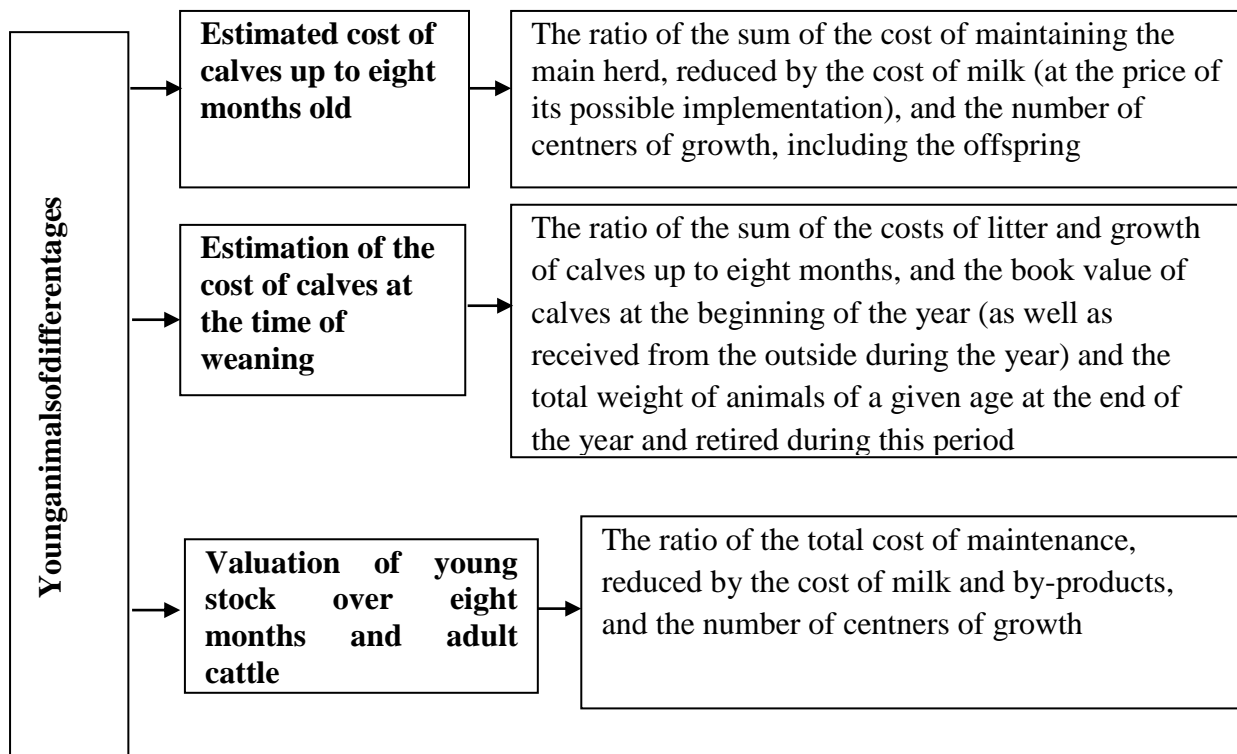 Younganimalsofdifferentages
Estimated cost of
calves up to eight
months old
The ratio of the sum of the cost of maintaining the
main herd, reduced by the cost of milk (at the price of
its possible implementation), and the number of
centners of growth, including the offspring
Estimation of the
cost of calves at
the time of
weaning
The ratio of the sum of the costs of litter and growth
of calves up to eight months, and the book value of
calves at the beginning of the year (as well as
received from the outside during the year) and the
total weight of animals of a given age at the end of
the year and retired during this period
Valuation of young
stock over eight
months and adult
cattle
The ratio of the total cost of maintenance,
reduced by the cost of milk and by-products,
and the number of centners of growth